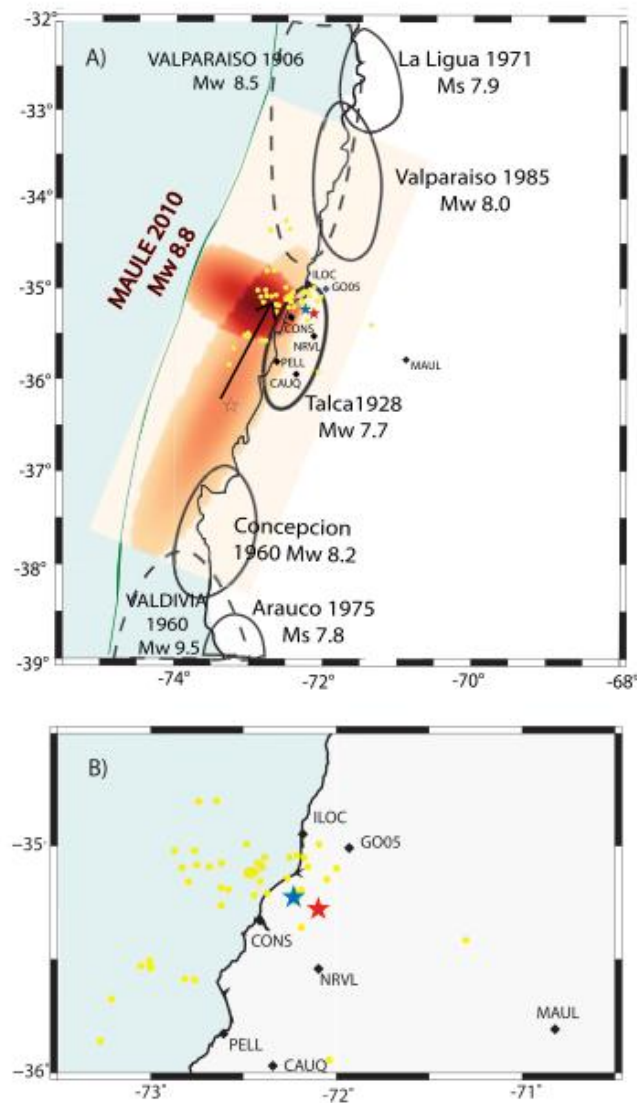 -32°
A)
VALPARAISO 1906
Mw 8.5
La Ligua 1971
Ms 7.9
-33°
Valparaiso 1985
Mw 8.0
-34°
MAULE 2010
Mw 8.8
-35°
ILOC
GO05
CONS
NRVL
PELL
MAUL
-36°
CAUQ
Talca1928
Mw 7.7
-37°
Concepcion
1960 Mw 8.2
-38°
VALDIVIA
1960
Mw 9.5
Arauco 1975
Ms 7.8
-39°
-74° -72° -70° -68°
B)
ILOC
-35°
GO05
CONS
NRVL
MAUL
PELL
-36°
CAUQ
-73° -72° -71°